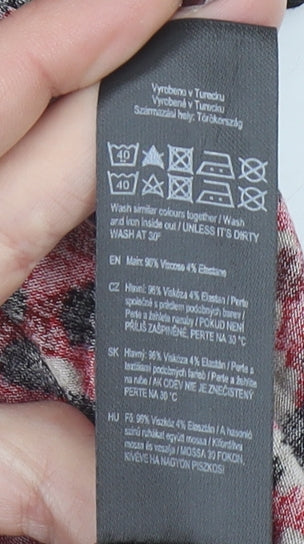 Vyrobeno v Turecku
Vyrobené v Turecku
Származási hely: Törökország
40
40
Wash similar colours together / Wash
and iron inside out / UNLESS IT'S DIRTY
WASH AT 30°
EN Main: 96% Viscose 4% Elastane
CZ Hlavní: 96% Viskóza 4% Elastan / Perte
společně s prádlem podobných barev /
Perte a žehlete naruby / POKUD NENÍ
PŘÍLIŠ ZAŠPINĚNÉ, PERTE NA 30 °C
SK Hlavný: 96% Viskóza 4% Elastan / Perte s
textíliami podobných farieb / Perte a žehlite
na rube / AK ODEV NIE JE ZNEČISTENÝ
PERTE NA 30 °C
HU Fő: 96% Viszkóz 4% Elasztán / A hasonló
színű ruhákat együtt mossa / Kifordítva
mossa és vasalja / MOSSA 30 FOKON,
KIVÉVE HA NAGYON PISZKOS!